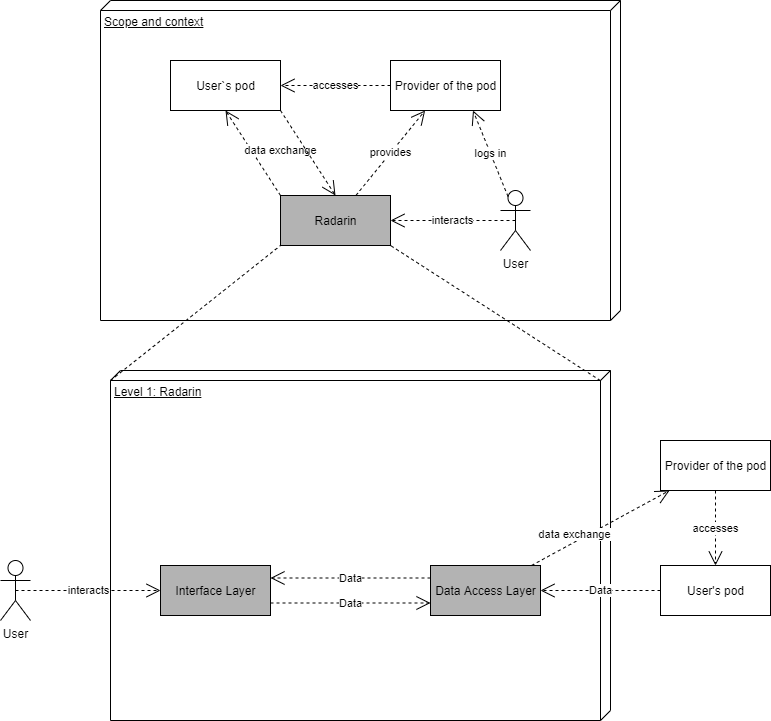 Scope and context
User`s pod
accesses
Provider of the pod
data exchange
provides
logs in
Radarin
interacts
User
Level 1: Radarin
Provider of the pod
data exchange
accesses
Data
interacts
Interface Layer
Data Access Layer
Data
User's pod
Data
User